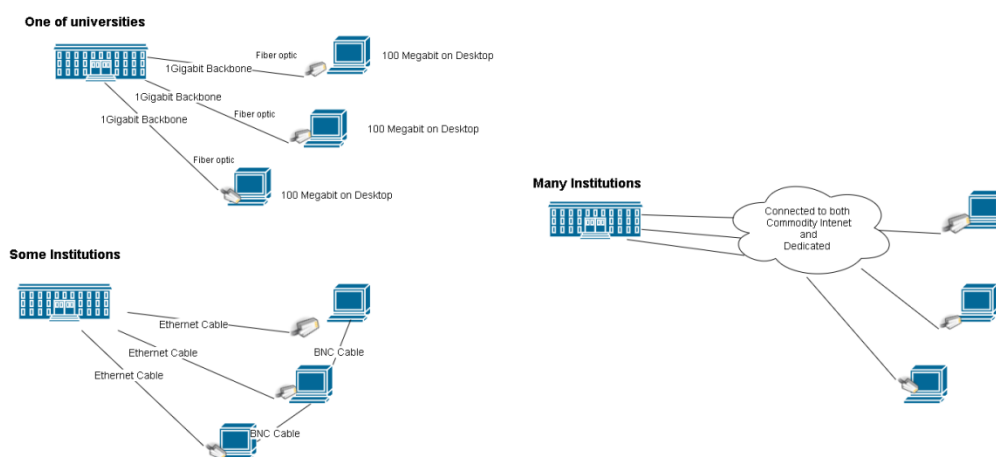 One of universities
Fiber optic
100 Megabit on Desktop
1Gigabit Backbone
1Gigabit Backbone
Fiber optic
1Gigabit Backbone
100 Megabit on Desktop
Fiber optic
100 Megabit on Desktop
Some Institutions
Ethernet Cable
BNC Cable
Ethernet Cable
Ethernet Cable
BNC Cable
Many Institutions
Connected to both
Commodity Intenet
and
Dedicated